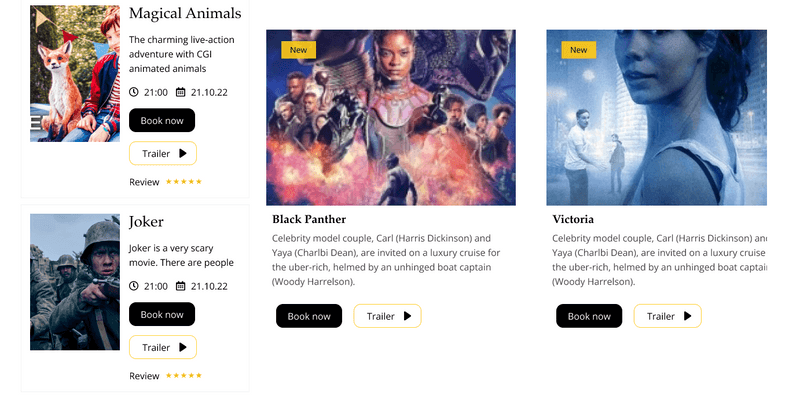 Magical Animals
The charming live-action
adventure with CGI
animated animals
21:00 21.10.22
Book now
Trailer
Review
Joker
Joker is a very scary
movie. There are people
21:00 21.10.22
Book now
Trailer
Review
New
Black Panther
Celebrity model couple, Carl (Harris Dickinson) and
Yaya (Charlbi Dean), are invited on a luxury cruise for
the uber-rich, helmed by an unhinged boat captain
(Woody Harrelson).
Book now
Trailer
New
Victoria
Celebrity model couple, Carl (Harris Dickinson) and
Yaya (Charlbi Dean), are invited on a luxury cruise for
the uber-rich, helmed by an unhinged boat captain
(Woody Harrelson).
Book now
Trailer